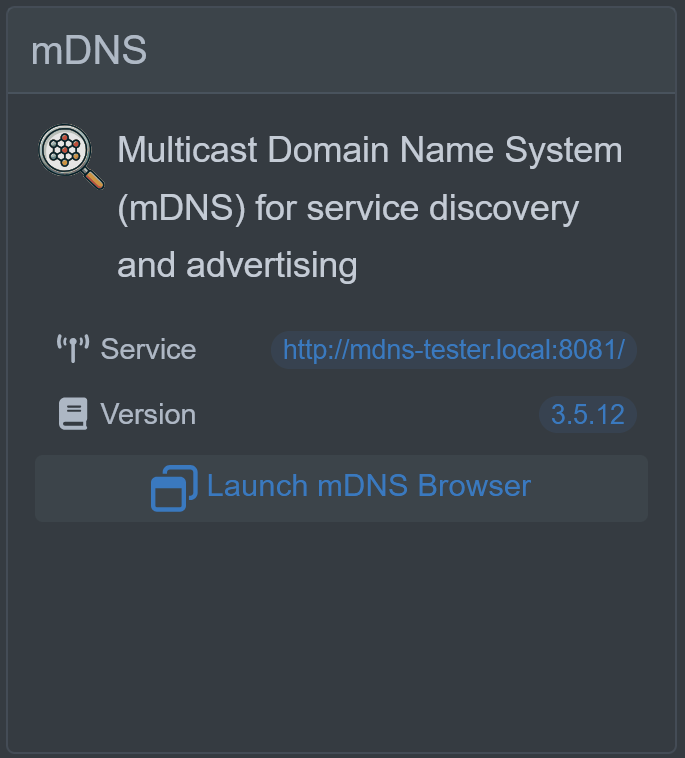 mDNS
Multicast Domain Name System
(mDNS) for service discovery
and advertising
Service http://mdns-tester.local:8081/
Version 3.5.12
Launch mDNS Browser